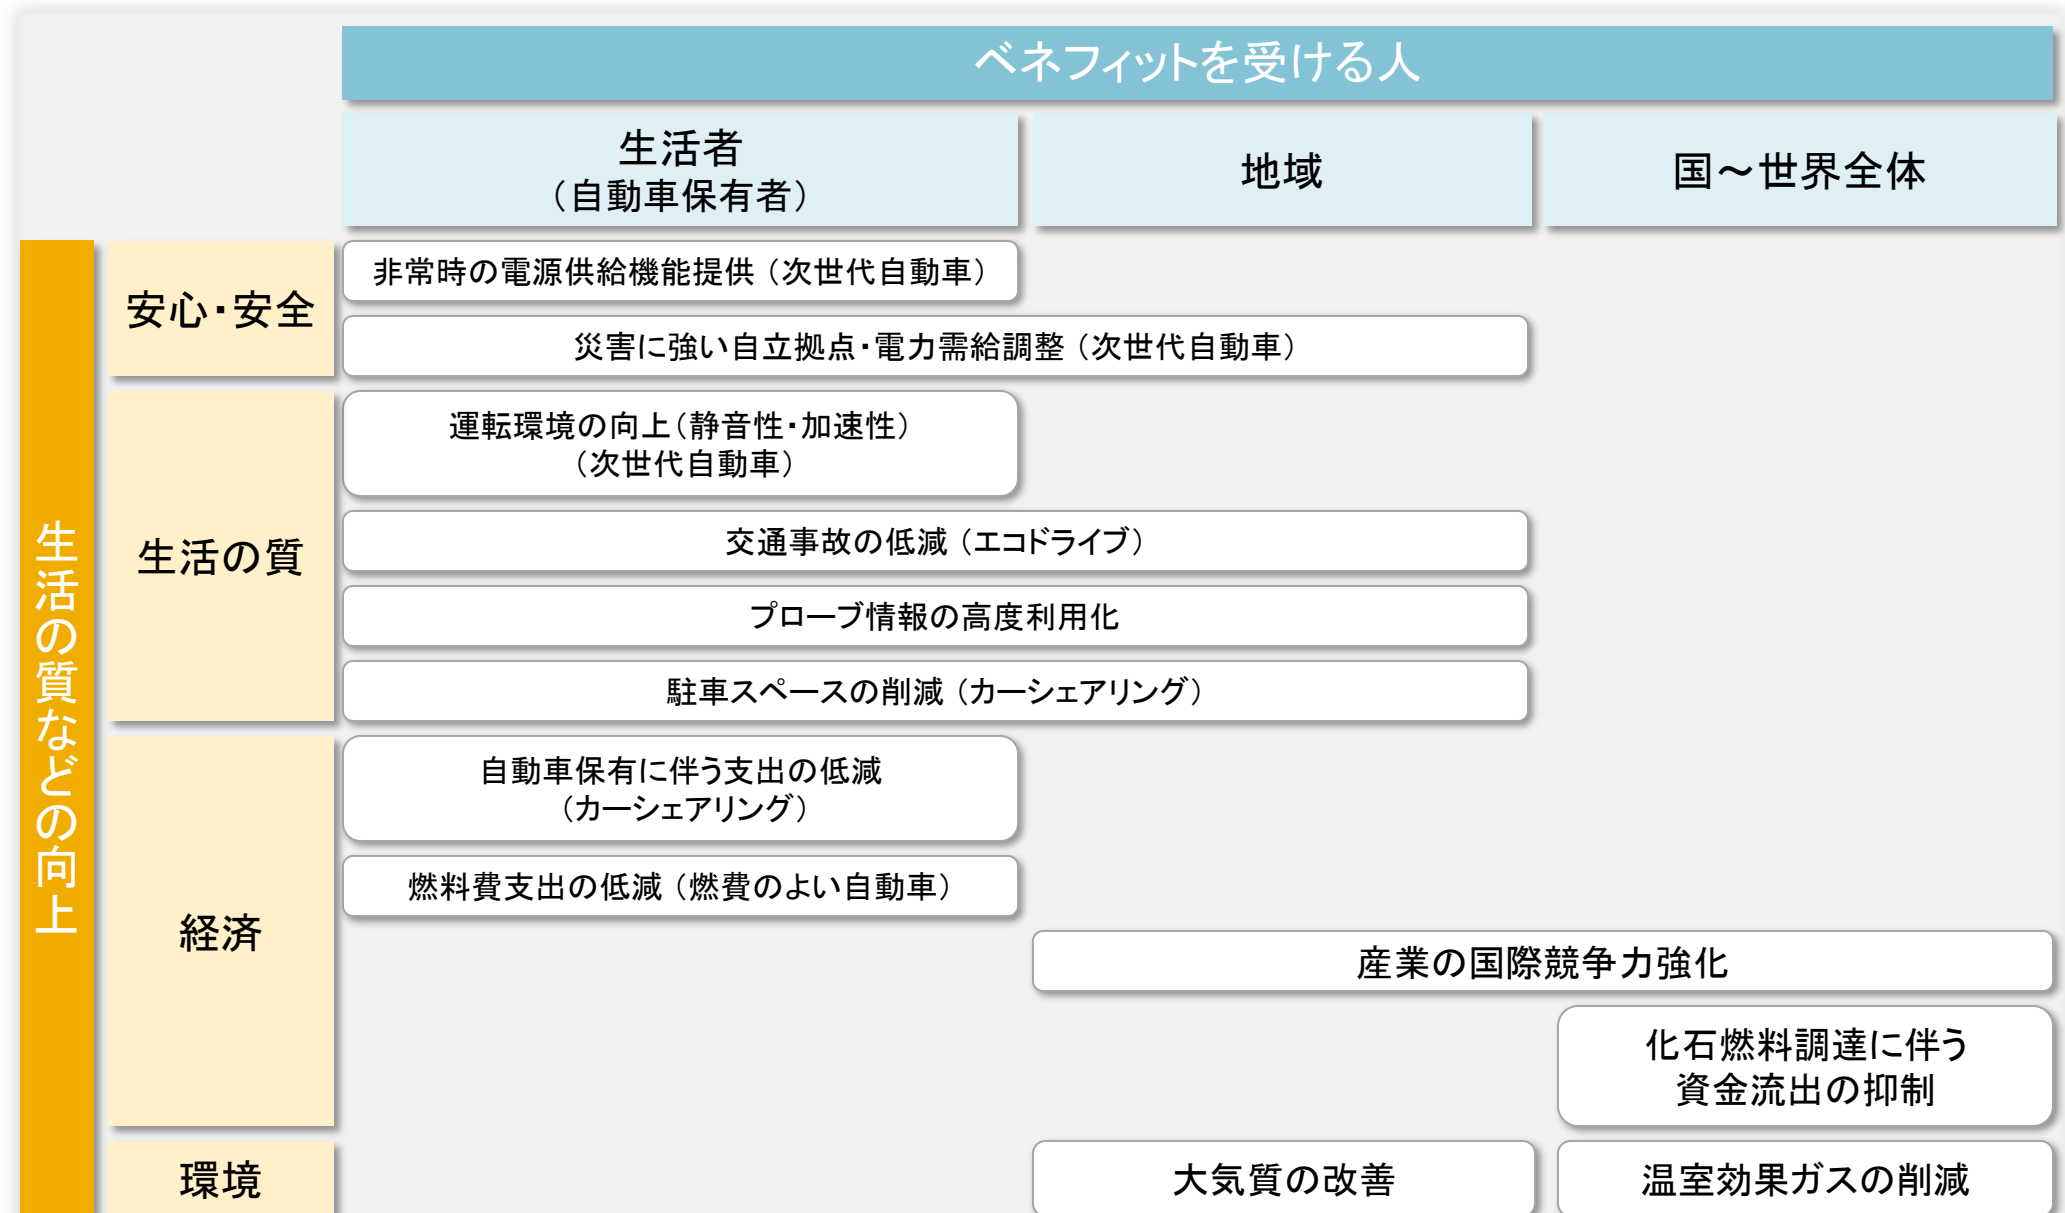 ベネフィットを受ける人
生活者
（自動車保有者）
地域
国～世界全体
生活の質などの向上
安心・安全
非常時の電源供給機能提供（次世代自動車）
災害に強い自立拠点・電力需給調整（次世代自動車）
生活の質
運転環境の向上（静音性・加速性）
（次世代自動車）
交通事故の低減（エコドライブ）
プローブ情報の高度利用化
駐車スペースの削減（カーシェアリング）
経済
自動車保有に伴う支出の低減
（カーシェアリング）
燃料費支出の低減（燃費のよい自動車）
産業の国際競争力強化
化石燃料調達に伴う
資金流出の抑制
環境
大気質の改善
温室効果ガスの削減